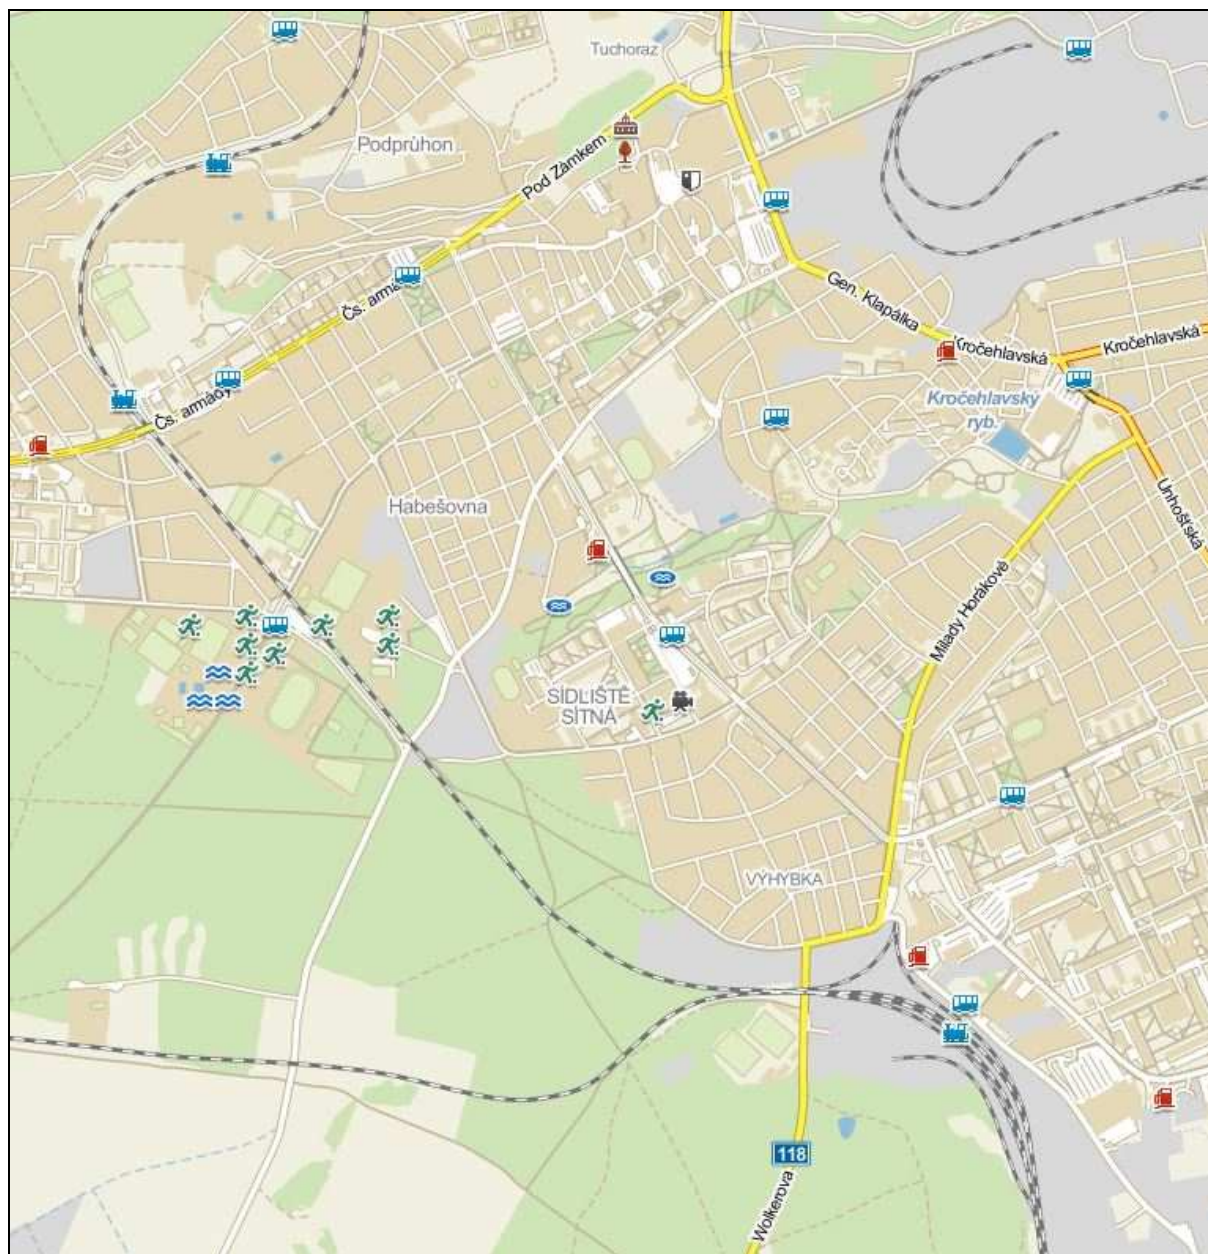 Tuchoraz
Podprůhon
Pod Zámkem
Gen. Klapálka
Čs. armá
Kročehlavská
Kročehlavská
Čs. armády
Kročehlavský
ryb.
Habešovna
Unhošťská
Milady Horákové
SÍDLIŠTĚ
SÍTNÁ
VÝHYBKA
118
Wolkerova